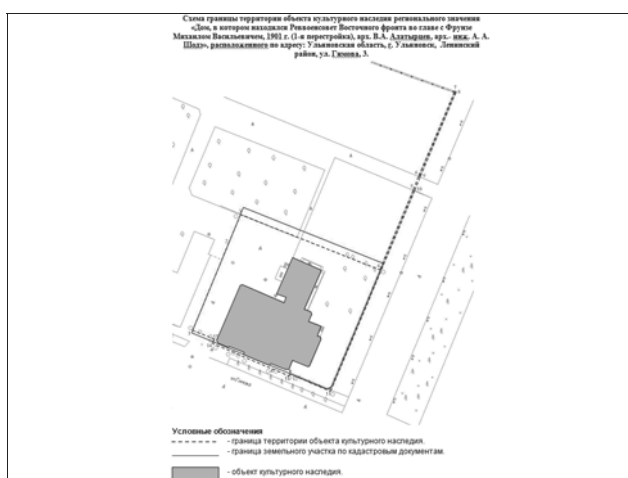 Схема границы территории объекта культурного наследия регионального значения
«Дом, в котором находился Реввоенсовет Восточного фронта во главе с Фрунзе
Михаилом Васильевичем, 1901 г. (1-я перестройка), арх. В.А. Алатырцев, арх.- инж. А. А.
Шодэ», расположенного по адресу: Ульяновская область, г. Ульяновск, Ленинский
район, ул. Гимова, 3.
ул.Гимова
Условные обозначения
- граница территории объекта культурного наследия.
- граница земельного участка по кадастровым документам.
- объект культурного наследия.